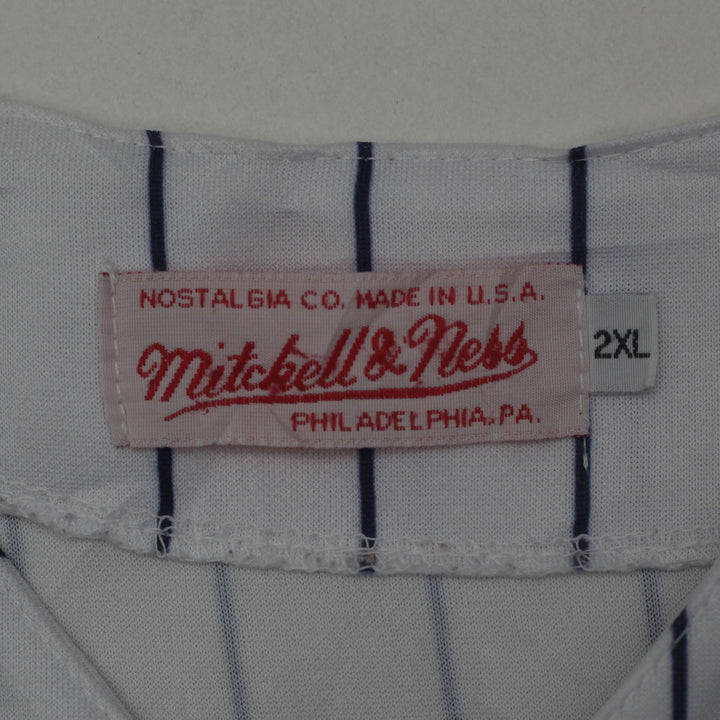 NOSTALGIA CO. MADE IN U.S.A.
Mitchell & Ness
PHILADELPHIA, PA.
2XL